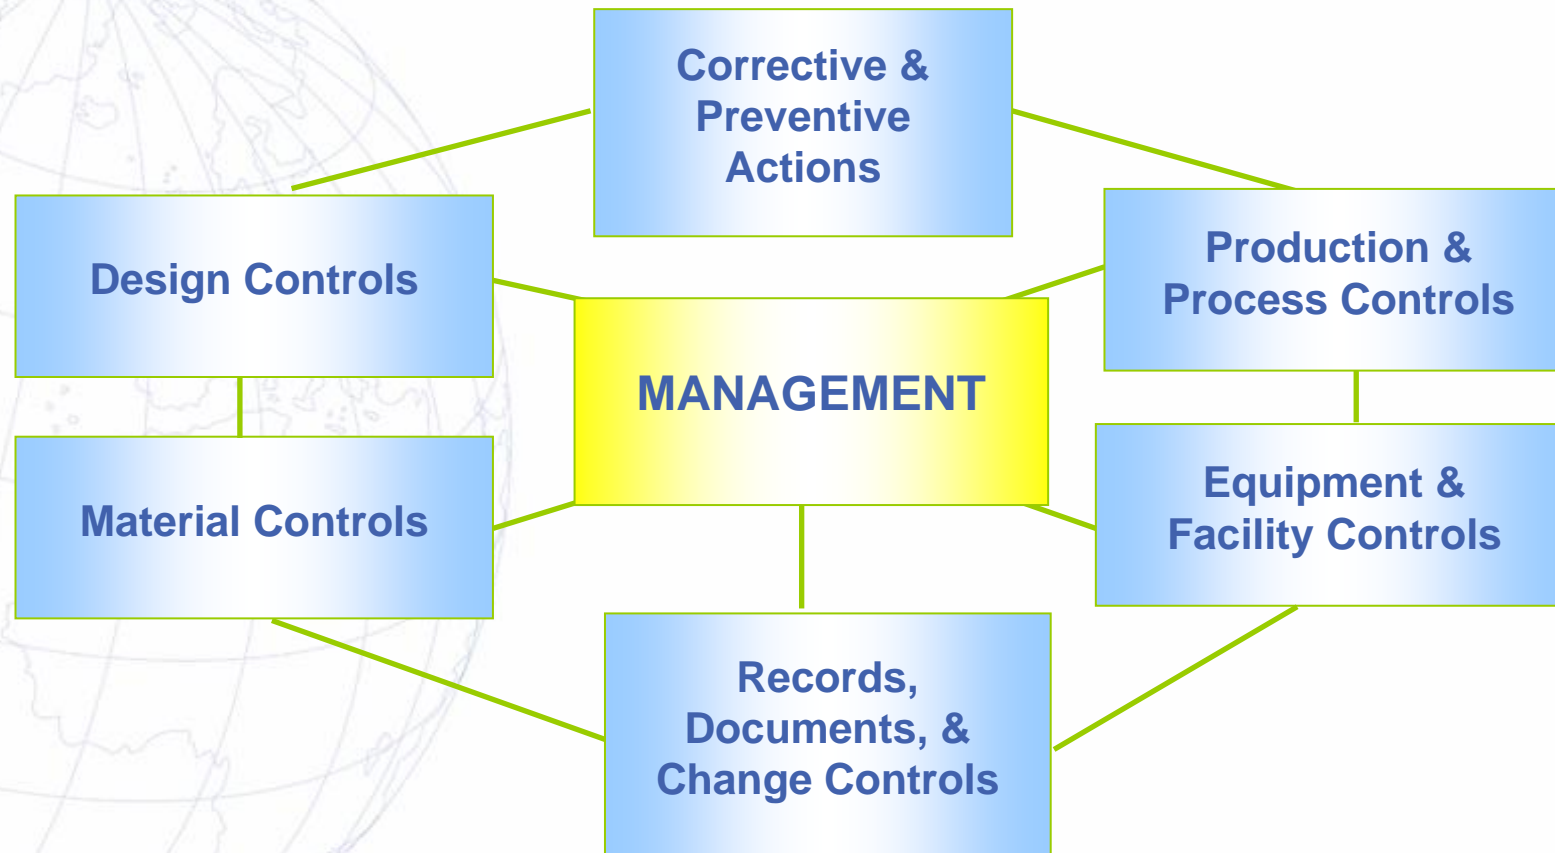 Corrective &
Preventive
Actions
Design Controls
Production &
Process Controls
MANAGEMENT
Material Controls
Equipment &
Facility Controls
Records,
Documents, &
Change Controls